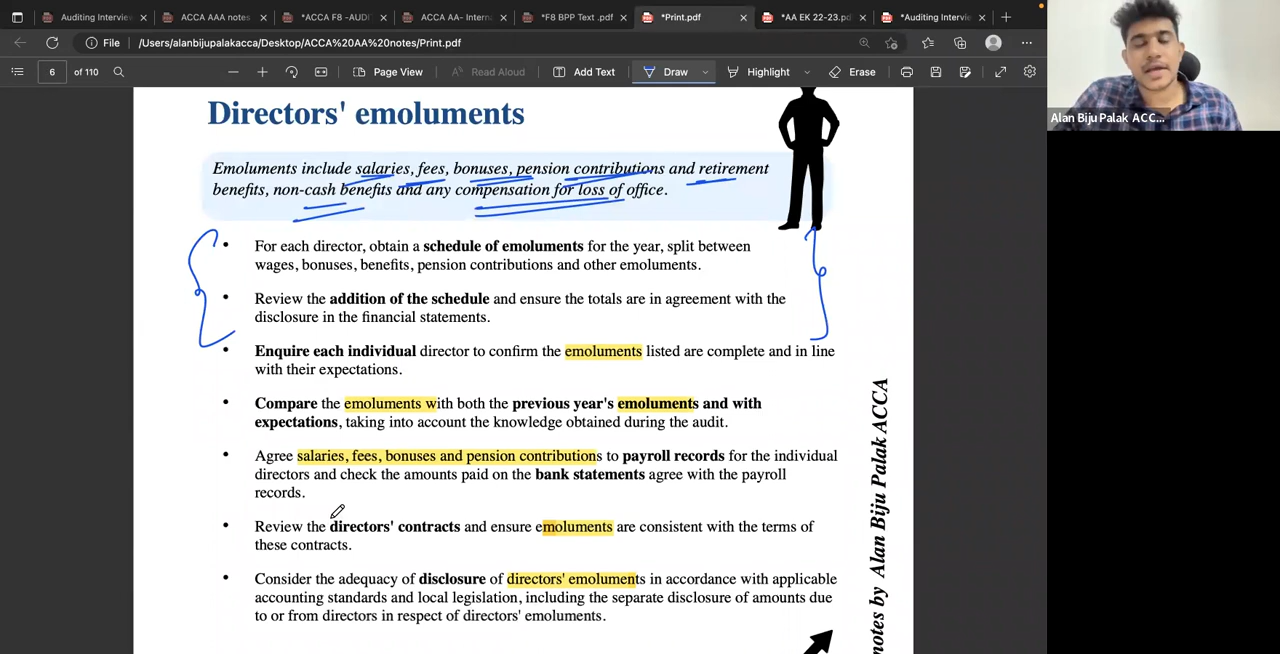 Auditing Interview
ACCA AAA notes
*ACCA F8 -AUDI
ACCA AA- Interna
*F8 BPP Text .pdf
*Print.pdf
*AA EK 22-23.pd
*Auditing Intervie
File
/Users/alanbijupalakacca/Desktop/ACCA%20AA%20notes/Print.pdf
6 of 110
Page View
Read Aloud
Add Text
Draw
Highlight
Erase
Alan Biju Palak ACC...
Directors' emoluments
Emoluments include salaries, fees, bonuses, pension contributions and retirement
benefits, non-cash benefits and any compensation for loss of office.
• For each director, obtain a schedule of emoluments for the year, split between
wages, bonuses, benefits, pension contributions and other emoluments.
• Review the addition of the schedule and ensure the totals are in agreement with the
disclosure in the financial statements.
• Enquire each individual director to confirm the emoluments listed are complete and in line
with their expectations.
• Compare the emoluments with both the previous year's emoluments and with
expectations, taking into account the knowledge obtained during the audit.
• Agree salaries, fees, bonuses and pension contributions to payroll records for the individual
directors and check the amounts paid on the bank statements agree with the payroll
records.
• Review the directors' contracts and ensure emoluments are consistent with the terms of
these contracts.
• Consider the adequacy of disclosure of directors' emoluments in accordance with applicable
accounting standards and local legislation, including the separate disclosure of amounts due
to or from directors in respect of directors' emoluments.
notes by Alan Biju Palak ACCA